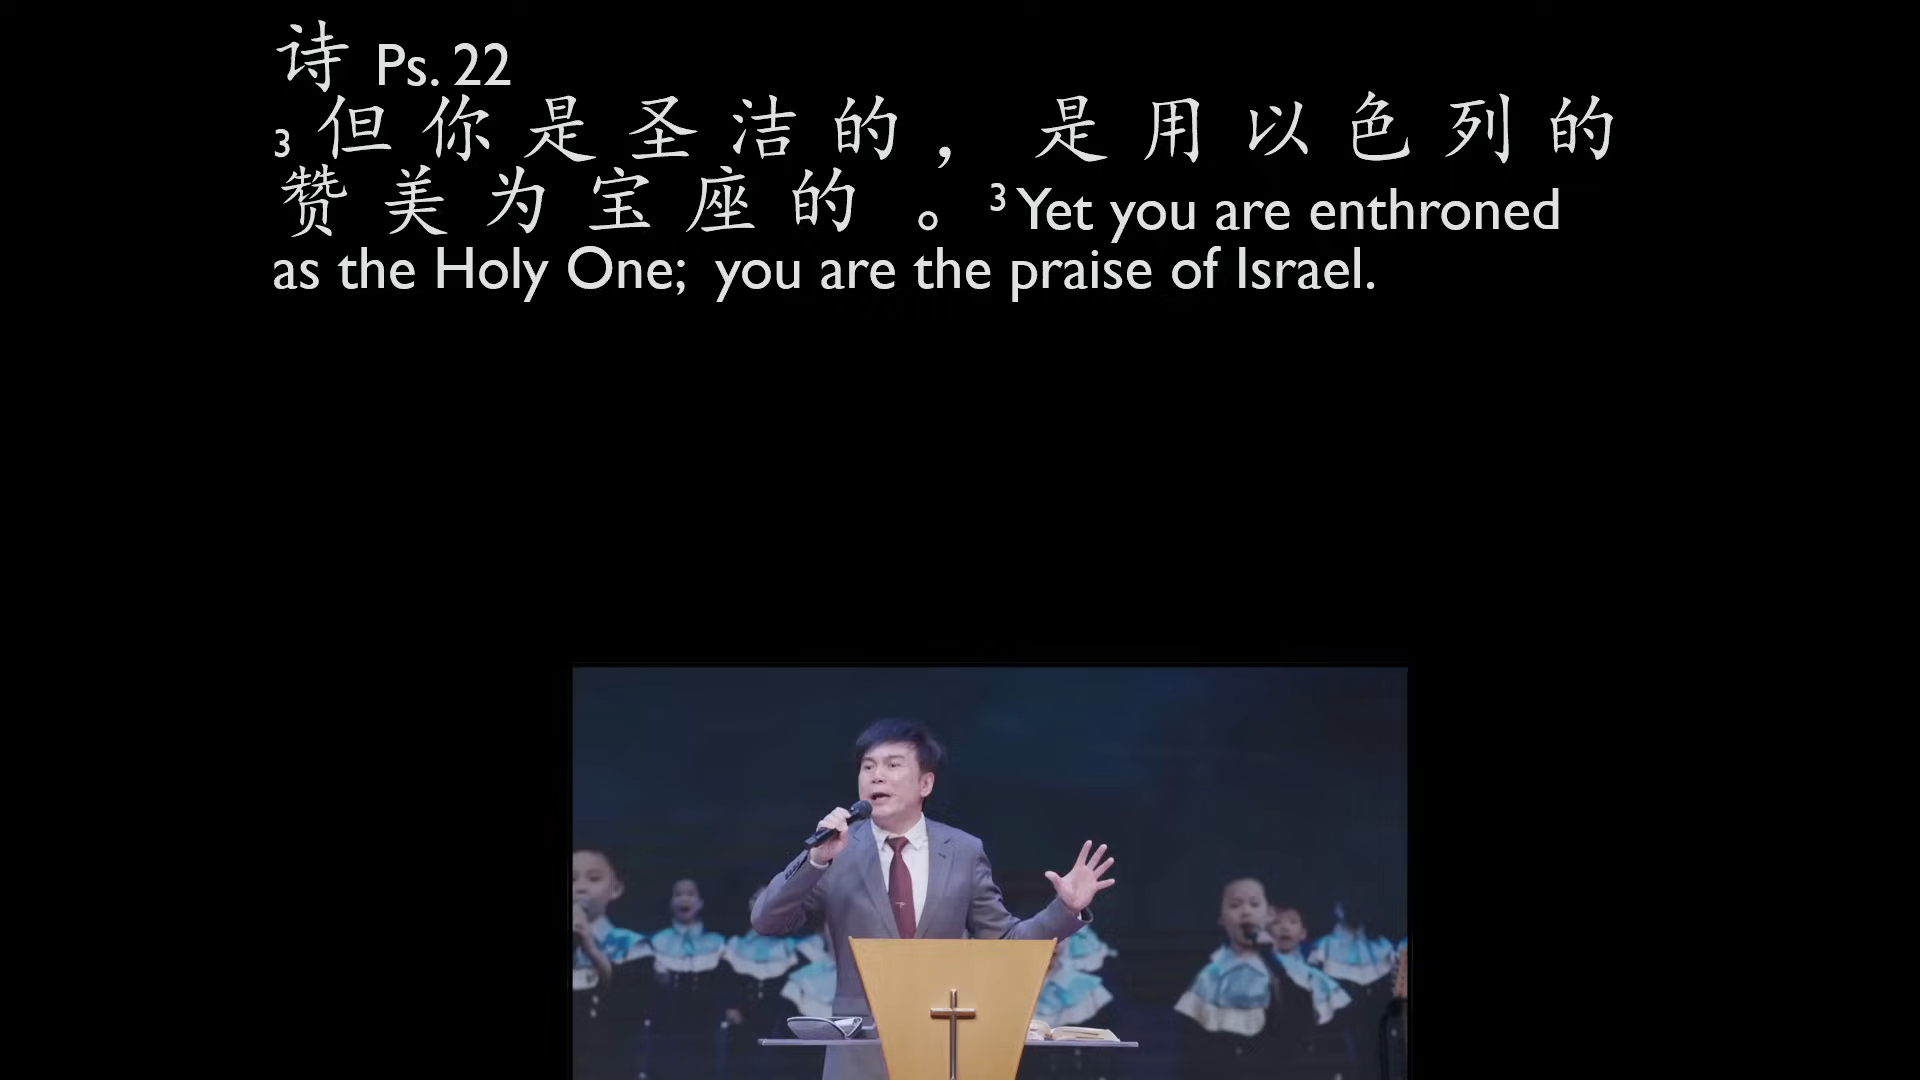 诗 Ps. 22
3 但你是圣洁的，是用以色列的
赞美为宝座的。3 Yet you are enthroned
as the Holy One; you are the praise of Israel.